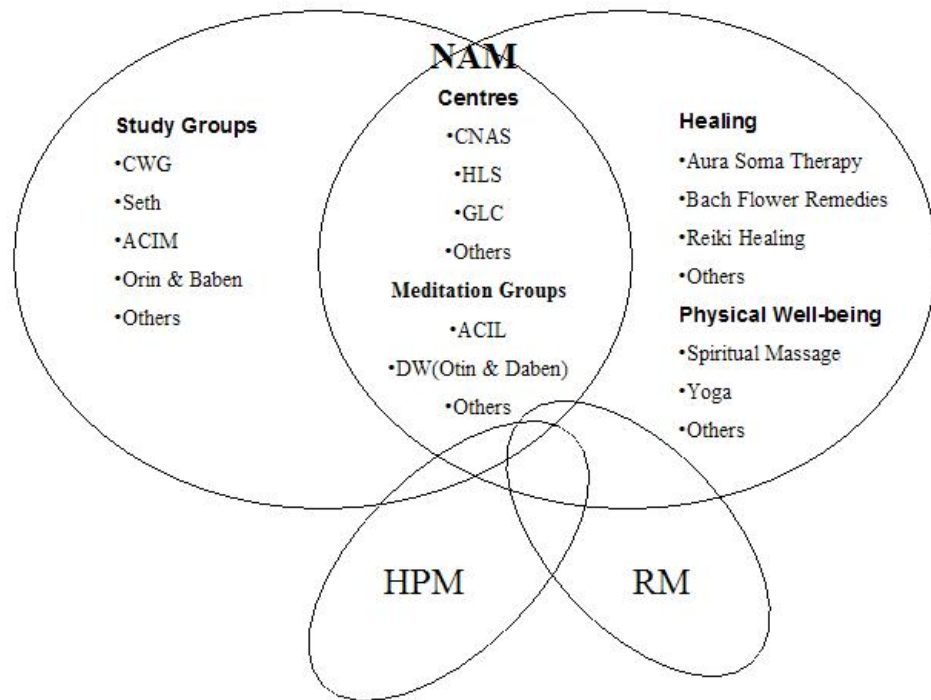 NAM
Study Groups
•CWG
•Seth
•ACIM
•Orin & Baben
•Others
Centres
•CNAS
•HLS
•GLC
•Others
Meditation Groups
•ACIL
•DW(Otin & Daben)
•Others
Healing
•Aura Soma Therapy
•Bach Flower Remedies
•Reiki Healing
•Others
Physical Well-being
•Spiritual Massage
•Yoga
•Others
HPM
RM